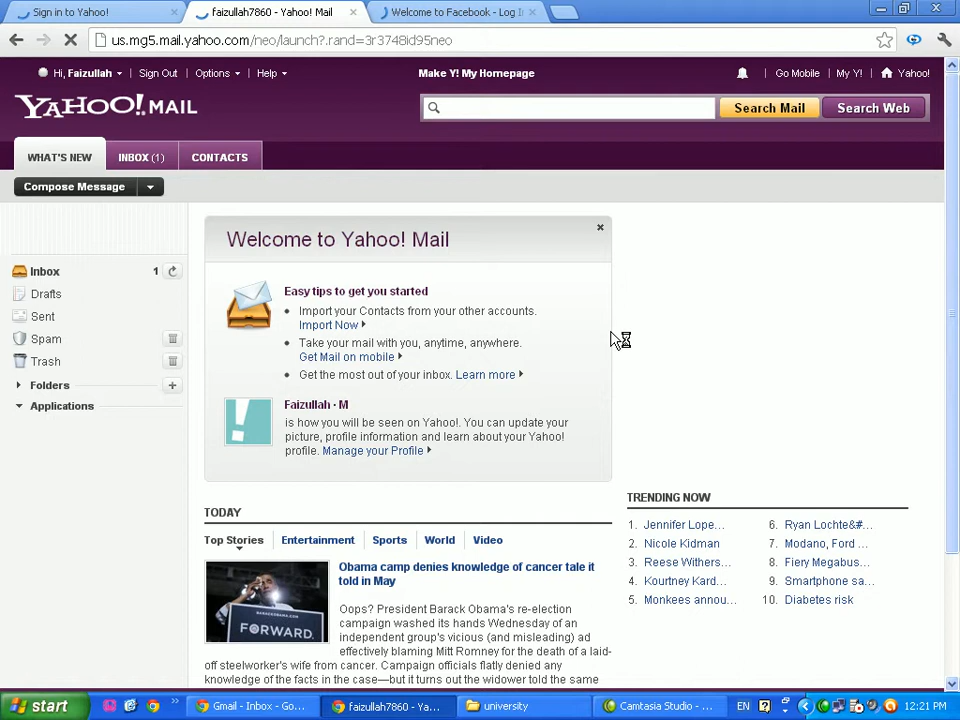 Sign in to Yahoo!
faizullah7860 - Yahoo! Mail
Welcome to Facebook - Log I
us.mg5.mail.yahoo.com/neo/launch?.rand=3r3748id95neo
Hi, Faizullah
Sign Out
Options
Help
Make Y! My Homepage
Go Mobile
My Y!
Yahoo!
YAHOO! MAIL
Search Mail
Search Web
WHAT'S NEW
INBOX (1)
CONTACTS
Compose Message
Welcome to Yahoo! Mail
Inbox 1
Drafts
Sent
Spam
Trash
Folders
Applications
Easy tips to get you started
Import your Contacts from your other accounts.
Import Now
Take your mail with you, anytime, anywhere.
Get Mail on mobile
Get the most out of your inbox. Learn more
Faizullah · M
is how you will be seen on Yahoo!. You can update your
picture, profile information and learn about your Yahoo!
profile. Manage your Profile
TODAY
Top Stories
Entertainment
Sports
World
Video
Obama camp denies knowledge of cancer tale it
told in May
Oops? President Barack Obama's re-election
campaign washed its hands Wednesday of an
independent group's vicious (and misleading) ad
effectively blaming Mitt Romney for the death of a laid-
off steelworker's wife from cancer. Campaign officials flatly denied any
knowledge of the facts in the case—but it turns out the widower told the same
BARACKOBAMA.COM
FORWARD.
TRENDING NOW
1. Jennifer Lope...
2. Nicole Kidman
3. Reese Withers...
4. Kourtney Kard...
5. Monkees annou...
6. Ryan Lochte&#...
7. Modano, Ford ...
8. Fiery Megabus...
9. Smartphone sa...
10. Diabetes risk
start
Gmail - Inbox - Go...
faizullah7860 - Ya...
university
Camtasia Studio - ...
EN
12:21 PM